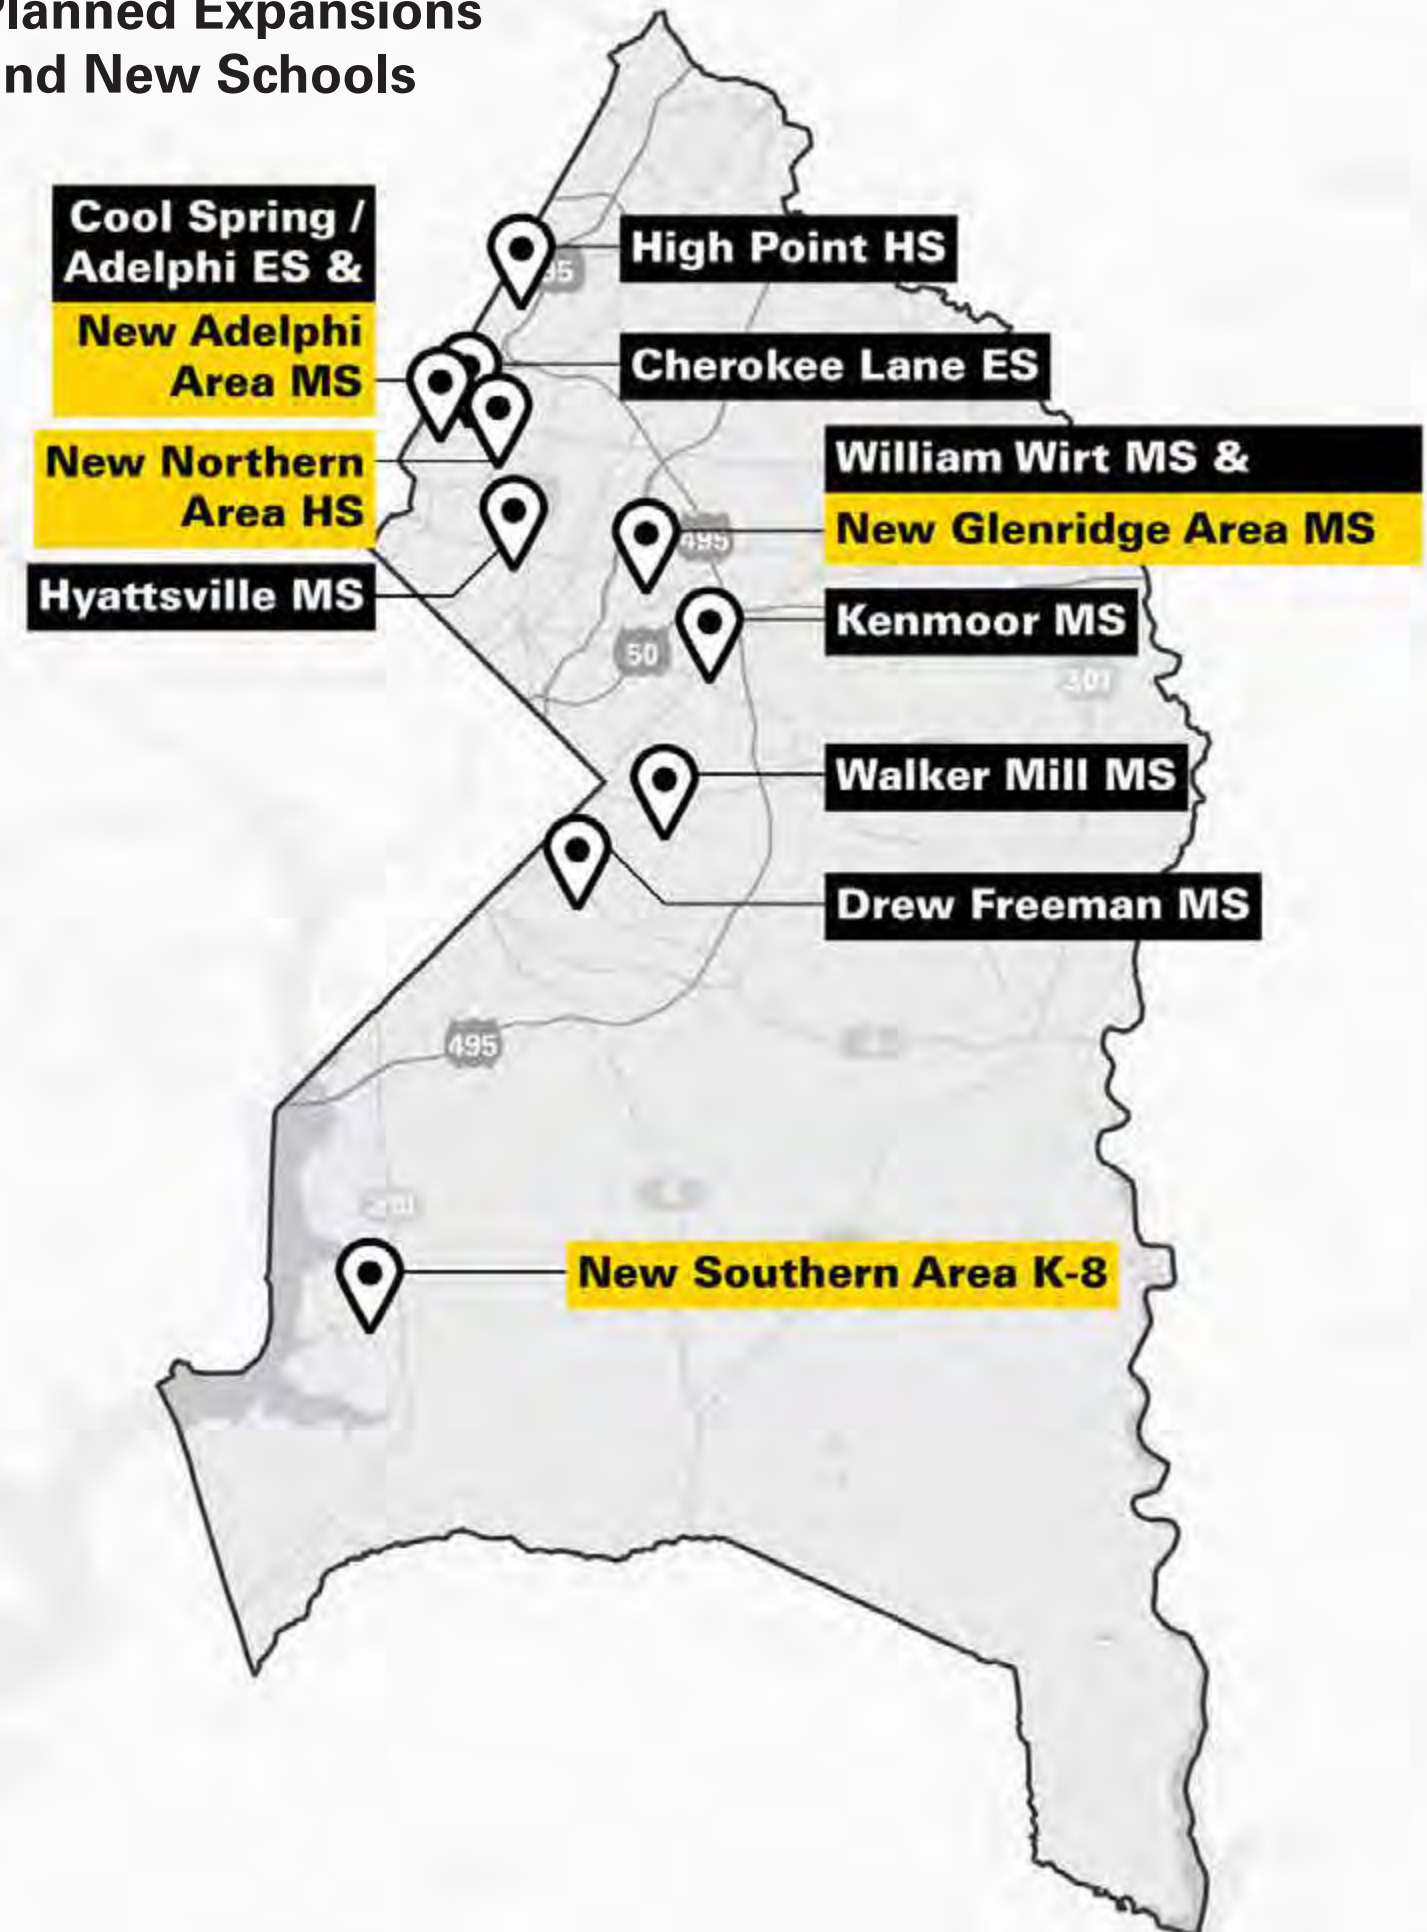 Planned Expansions
nd New Schools
Cool Spring /
Adelphi ES &
New Adelphi
Area MS
High Point HS
95
Cherokee Lane ES
New Northern
Area HS
William Wirt MS &
New Glenridge Area MS
495
Hyattsville MS
Kenmoor MS
50
301
Walker Mill MS
Drew Freeman MS
495
New Southern Area K-8